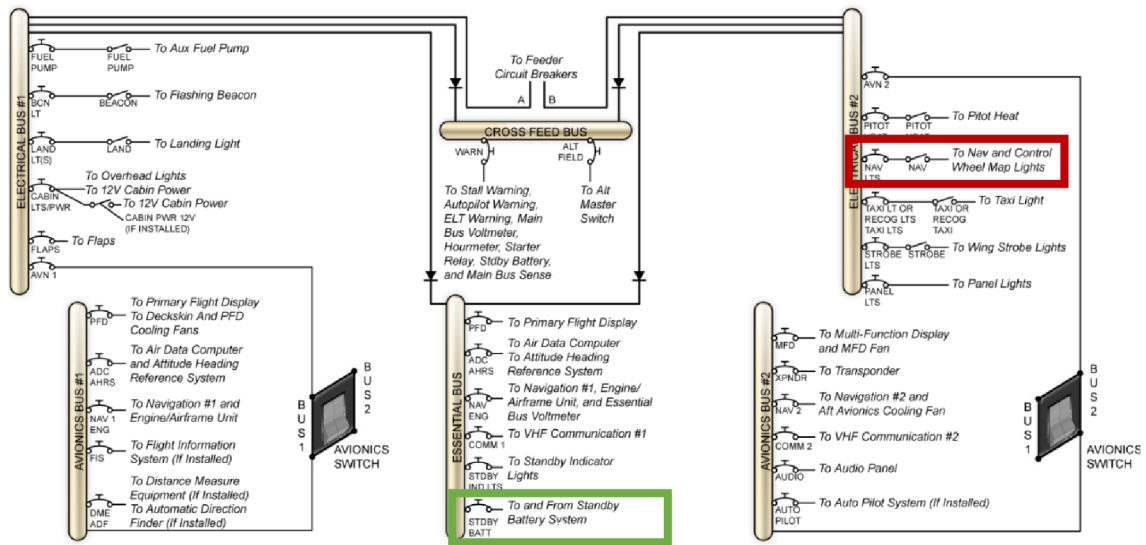 ELECTRICAL BUS #1
FUEL
PUMP
FUEL
PUMP
To Aux Fuel Pump
BCN
LT
BEACON
To Flashing Beacon
LAND
LT(S)
LAND
To Landing Light
CABIN
LTS/PWR
To Overhead Lights
To 12V Cabin Power
To 12V Cabin Power
CABIN PWR 12V
(IF INSTALLED)
FLAPS
To Flaps
AVN 1
To Feeder
Circuit Breakers
A
B
CROSS FEED BUS
WARN
ALT
FIELD
To Stall Warning,
Autopilot Warning,
ELT Warning, Main
Bus Voltmeter,
Hourmeter, Starter
Relay, Stdby Battery,
and Main Bus Sense
To Alt
Master
Switch
BUS #2
AVN 2
PITOT
PITOT
To Pitot Heat
NAV
LTS
NAV
To Nav and Control
Wheel Map Lights
TAXI LT OR
RECOG LTS
TAXI LTS
TAXI OR
RECOG
TAXI
To Taxi Light
STROBE
LTS
STROBE
To Wing Strobe Lights
PANEL
LTS
To Panel Lights
AVIONICS BUS #1
PFD
To Primary Flight Display
To Deckskin And PFD
Cooling Fans
ADC
AHRS
To Air Data Computer
and Attitude Heading
Reference System
NAV 1
ENG
To Navigation #1 and
Engine/Airframe Unit
FIS
To Flight Information
System (If Installed)
DME
ADF
To Distance Measure
Equipment (If Installed)
To Automatic Direction
Finder (If Installed)
BUS 1
BUS 2
AVIONICS
SWITCH
ESSENTIAL BUS
PFD
To Primary Flight Display
ADC
AHRS
To Air Data Computer
To Attitude Heading
Reference System
NAV
ENG
To Navigation #1, Engine/
Airframe Unit, and Essential
Bus Voltmeter
COMM 1
To VHF Communication #1
STDBY
IND LTS
To Standby Indicator
Lights
STDBY
BATT
To and From Standby
Battery System
AVIONICS BUS #2
MFD
To Multi-Function Display
and MFD Fan
XPNDR
To Transponder
NAV 2
To Navigation #2 and
Aft Avionics Cooling Fan
COMM 2
To VHF Communication #2
AUDIO
To Audio Panel
AUTO
PILOT
To Auto Pilot System (If Installed)
BUS 1
BUS 2
AVIONICS
SWITCH